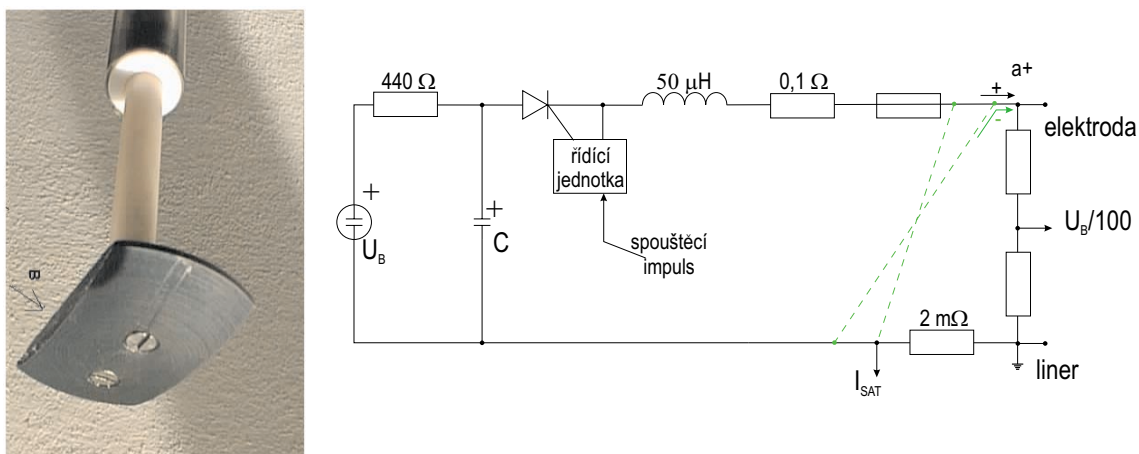 B
440 Ω
50 μH
0,1 Ω
+
a+
-
elektroda
řídící
jednotka
+
U_B
+
C
spouštěcí
impuls
U_B/100
2 mΩ
I_SAT
liner